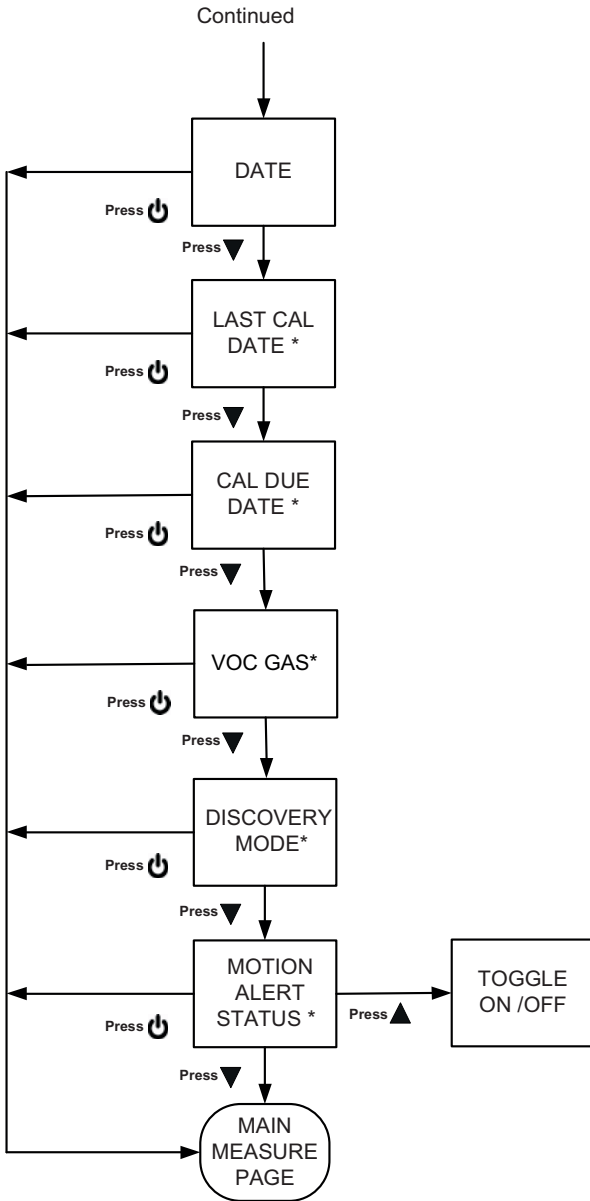 Continued
DATE
Press
Press
LAST CAL
DATE *
Press
Press
CAL DUE
DATE *
Press
Press
VOC GAS*
Press
Press
DISCOVERY
MODE*
Press
Press
MOTION
ALERT
STATUS *
Press
Press
TOGGLE
ON /OFF
Press
MAIN
MEASURE
PAGE